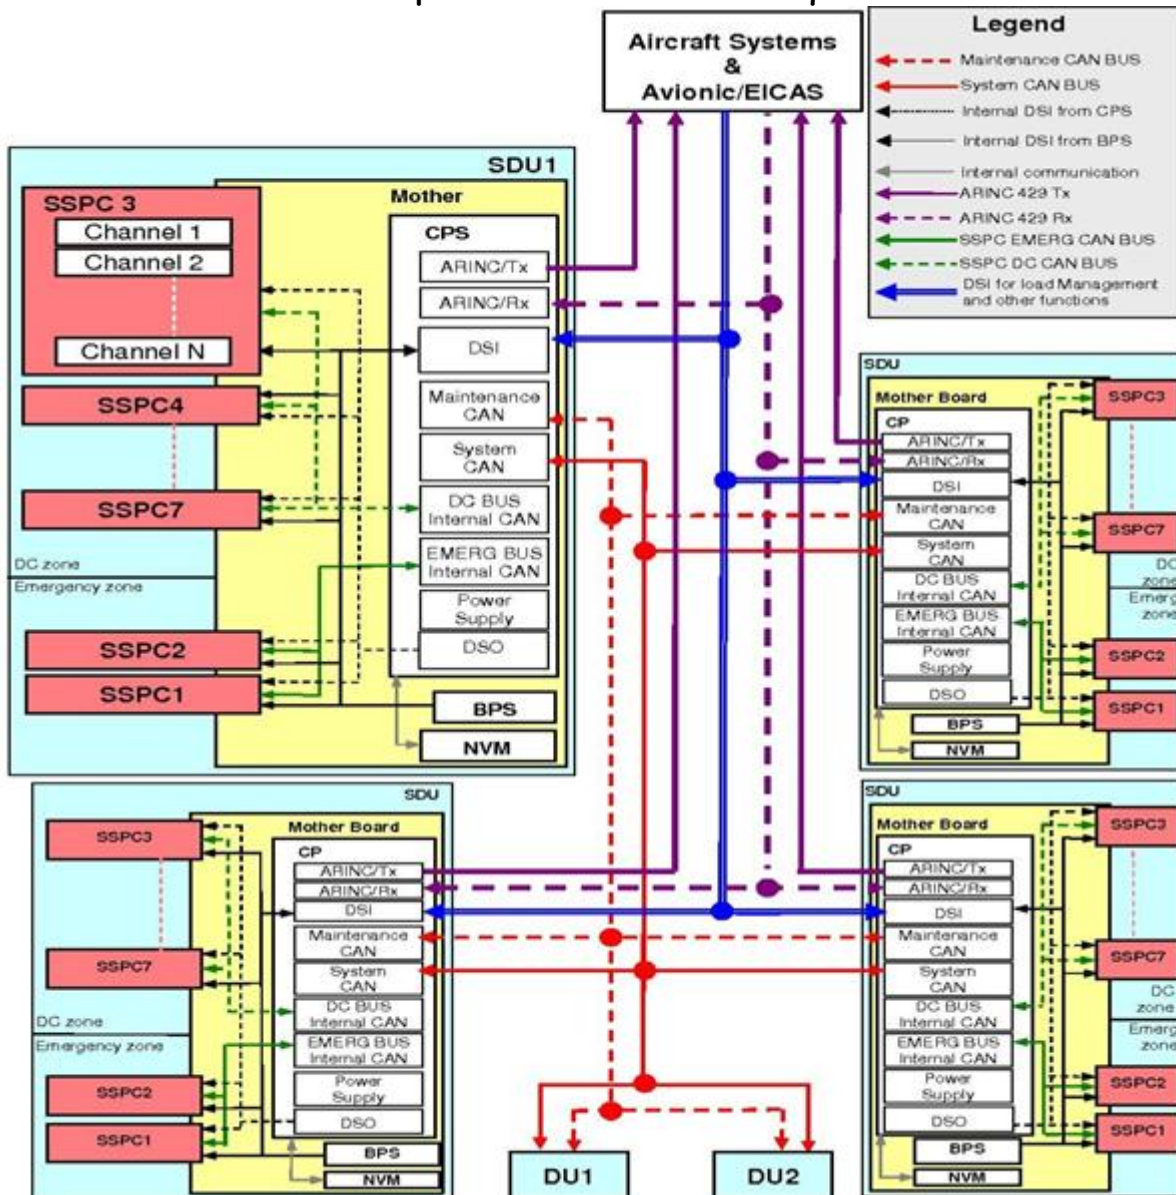 Aircraft Systems
&
Avionic/EICAS
Legend
Maintenance CAN BUS
System CAN BUS
Internal DSI from CPS
Internal DSI from BPS
Internal communication
ARINC 429 Tx
ARINC 429 Rx
SSPC EMERG CAN BUS
SSPC DC CAN BUS
DSI for load Management
and other functions
SDU1
Mother
SSPC 3
Channel 1
Channel 2
Channel N
SSPC4
SSPC7
DC zone
Emergency zone
SSPC2
SSPC1
CPS
ARINC/Tx
ARINC/Rx
DSI
Maintenance
CAN
System
CAN
DC BUS
Internal CAN
EMERG BUS
Internal CAN
Power
Supply
DSO
BPS
NVM
SDU
Mother Board
CP
ARINC/Tx
ARINC/Rx
DSI
Maintenance
CAN
System
CAN
DC BUS
Internal CAN
EMERG BUS
Internal CAN
Power
Supply
DSO
BPS
NVM
SSPC3
SSPC7
DC
zone
Emerg
zone
SSPC2
SSPC1
SDU
Mother Board
SSPC3
SSPC7
DC zone
Emergency zone
SSPC2
SSPC1
CP
ARINC/Tx
ARINC/Rx
DSI
Maintenance
CAN
System
CAN
DC BUS
Internal CAN
EMERG BUS
Internal CAN
Power
Supply
DSO
BPS
NVM
SDU
Mother Board
CP
ARINC/Tx
ARINC/Rx
DSI
Maintenance
CAN
System
CAN
DC BUS
Internal CAN
EMERG BUS
Internal CAN
Power
Supply
DSO
BPS
NVM
SSPC3
SSPC7
DC
zone
Emerg
zone
SSPC2
SSPC1
DU1
DU2